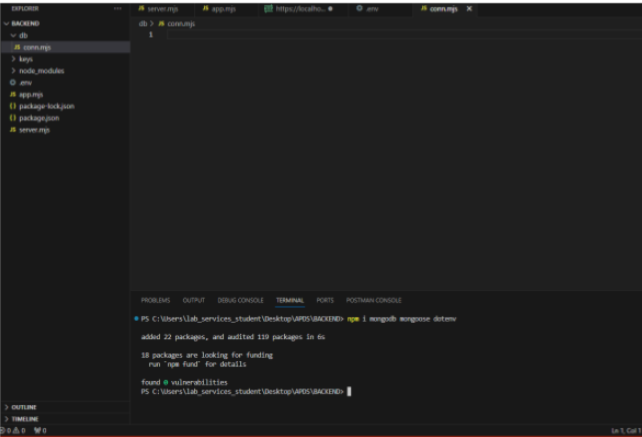 EXPLORER
BACKEND
db
JS conn.mjs
keys
node_modules
.env
JS app.mjs
{} package-lock.json
{} package.json
JS server.mjs
OUTLINE
TIMELINE
JS server.mjs JS app.mjs https://localho... .env JS conn.mjs
db > JS conn.mjs
1
PROBLEMS OUTPUT DEBUG CONSOLE TERMINAL PORTS POSTMAN CONSOLE
PS C:\Users\lab_services_student\Desktop\APDS\BACKEND> npm i mongodb mongoose dotenv
added 22 packages, and audited 119 packages in 6s
18 packages are looking for funding
run `npm fund` for details
found 0 vulnerabilities
PS C:\Users\lab_services_student\Desktop\APDS\BACKEND>
0 0 0 Ln 1, Col 1